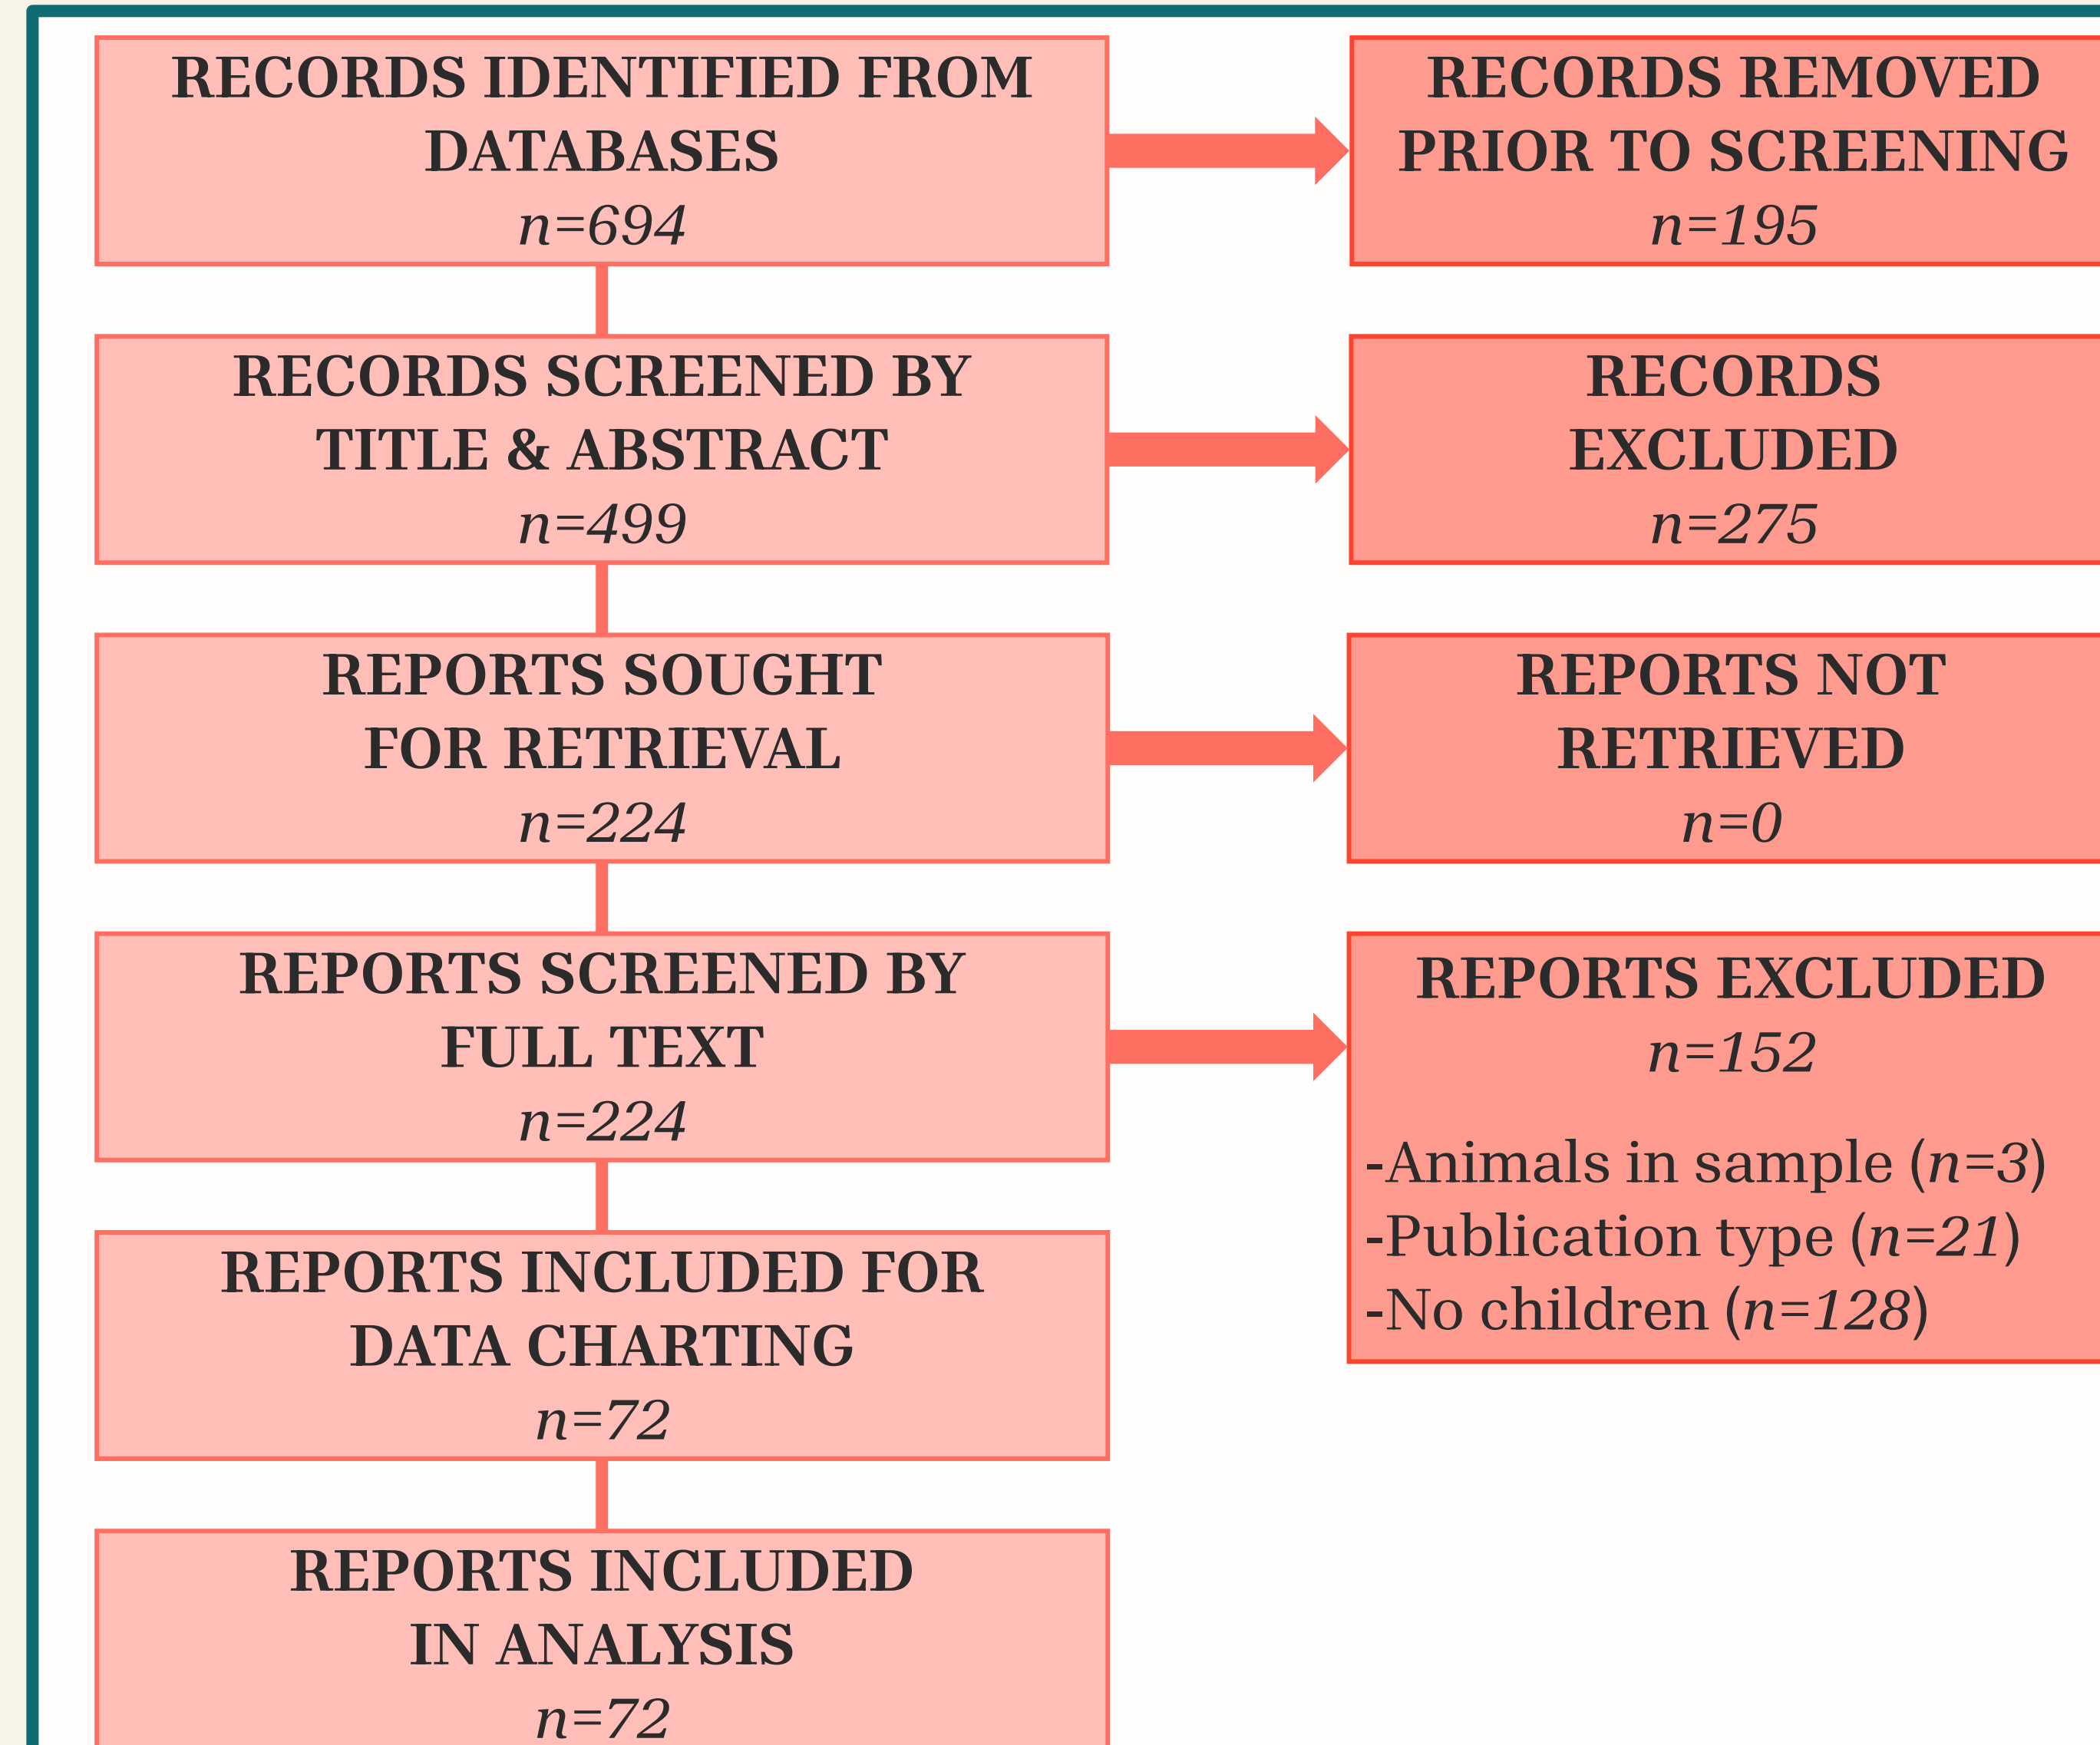 RECORDS IDENTIFIED FROM
DATABASES
n=694
RECORDS REMOVED
PRIOR TO SCREENING
n=195
RECORDS SCREENED BY
TITLE & ABSTRACT
n=499
RECORDS
EXCLUDED
n=275
REPORTS SOUGHT
FOR RETRIEVAL
n=224
REPORTS NOT
RETRIEVED
n=0
REPORTS SCREENED BY
FULL TEXT
n=224
REPORTS EXCLUDED
n=152
-Animals in sample (n=3)
-Publication type (n=21)
-No children (n=128)
REPORTS INCLUDED FOR
DATA CHARTING
n=72
REPORTS INCLUDED
IN ANALYSIS
n=72